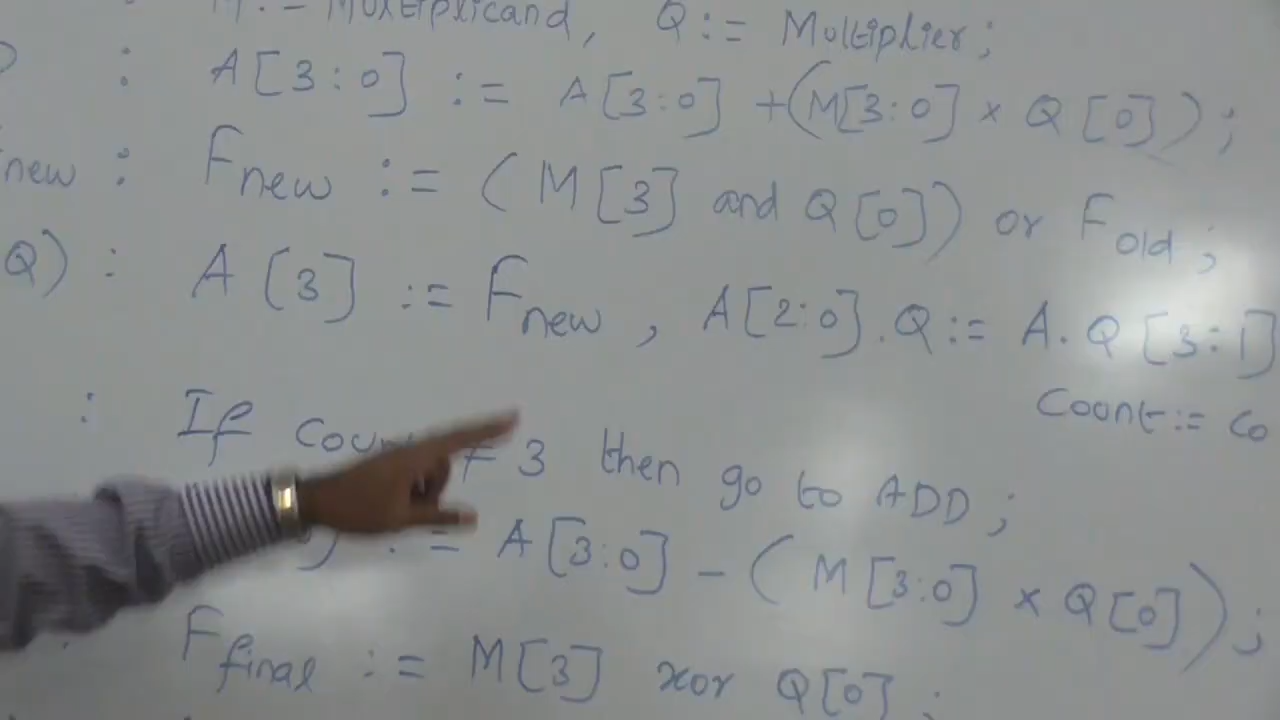 M := Multiplicand, Q := Multiplier;
: A[3:0] := A[3:0] + (M[3:0] × Q[0]);
new : Fnew := (M[3] and Q[0]) or Fold;
Q) : A[3] := Fnew, A[2:0].Q := A.Q[3:1]
Count := Co
: If ≠ 3 then go to ADD;
:= A[3:0] - (M[3:0] × Q[0]);
: Ffinal := M[3] xor Q[0];